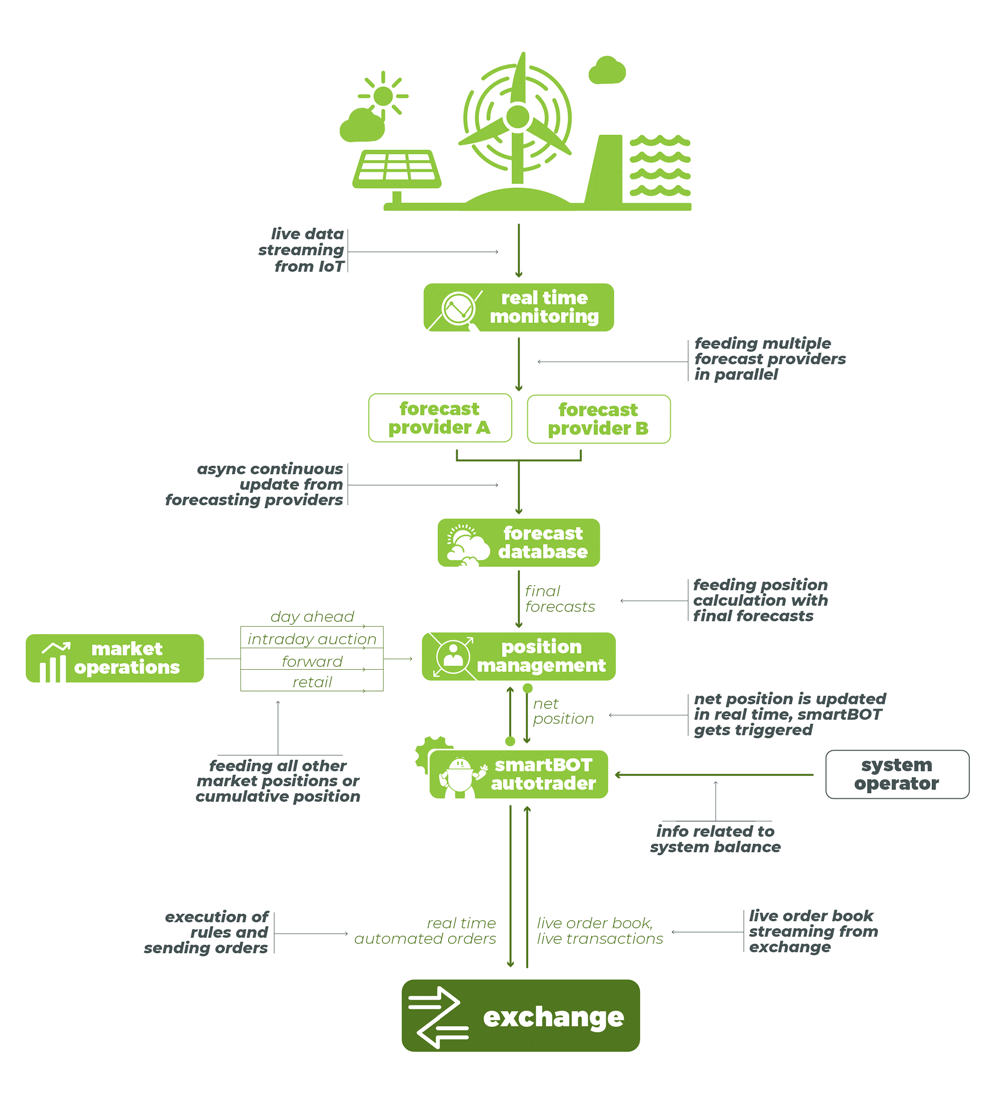 live data
streaming
from IoT
real time
monitoring
feeding multiple
forecast providers
in parallel
forecast
provider A
forecast
provider B
async continuous
update from
forecasting providers
forecast
database
final
forecasts
feeding position
calculation with
final forecasts
market
operations
day ahead
intraday auction
forward
retail
position
management
feeding all other
market positions or
cumulative position
net
position
net position is updated
in real time, smartBOT
gets triggered
smartBOT
autotrader
system
operator
info related to
system balance
execution of
rules and
sending orders
real time
automated orders
live order book,
live transactions
live order book
streaming from
exchange
exchange